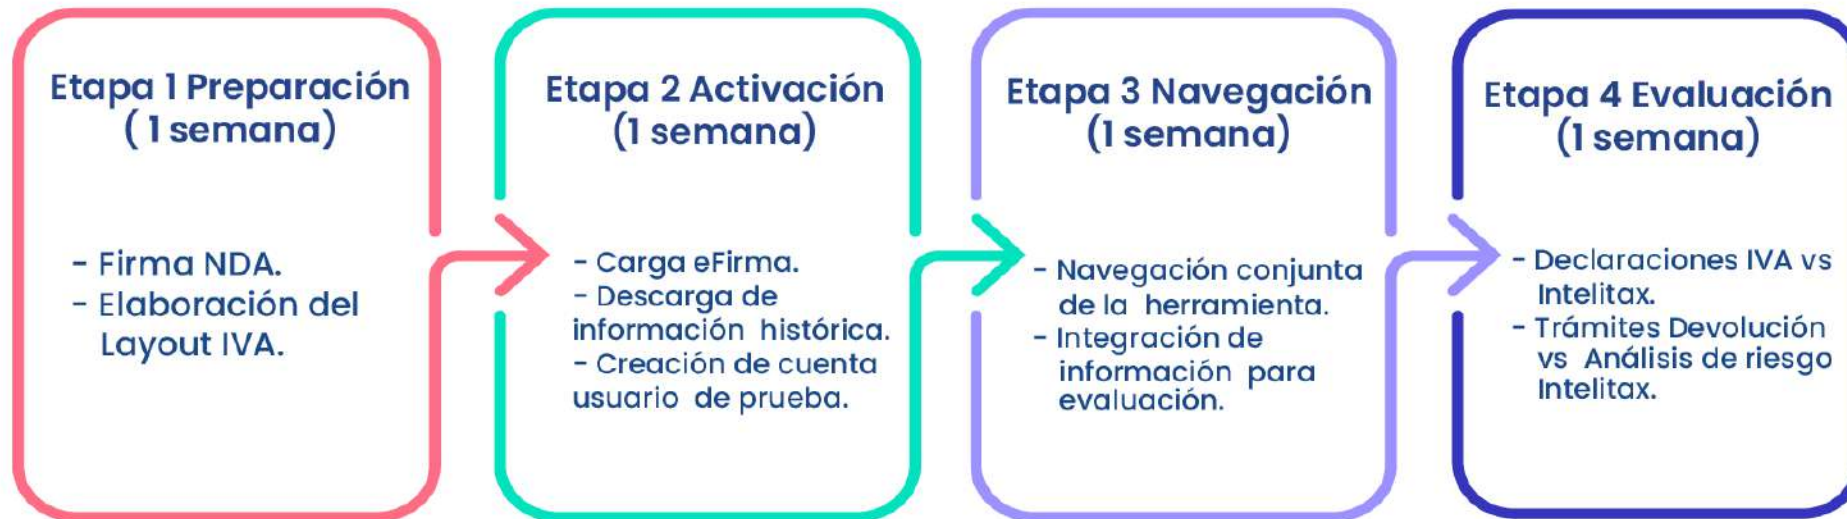 Etapa 1 Preparación
( 1 semana)
- Firma NDA.
- Elaboración del
Layout IVA.
Etapa 2 Activación
(1 semana)
- Carga eFirma.
- Descarga de
información histórica.
- Creación de cuenta
usuario de prueba.
Etapa 3 Navegación
(1 semana)
- Navegación conjunta
de la herramienta.
- Integración de
información para
evaluación.
Etapa 4 Evaluación
(1 semana)
- Declaraciones IVA vs
Intelitax.
- Trámites Devolución
vs Análisis de riesgo
Intelitax.